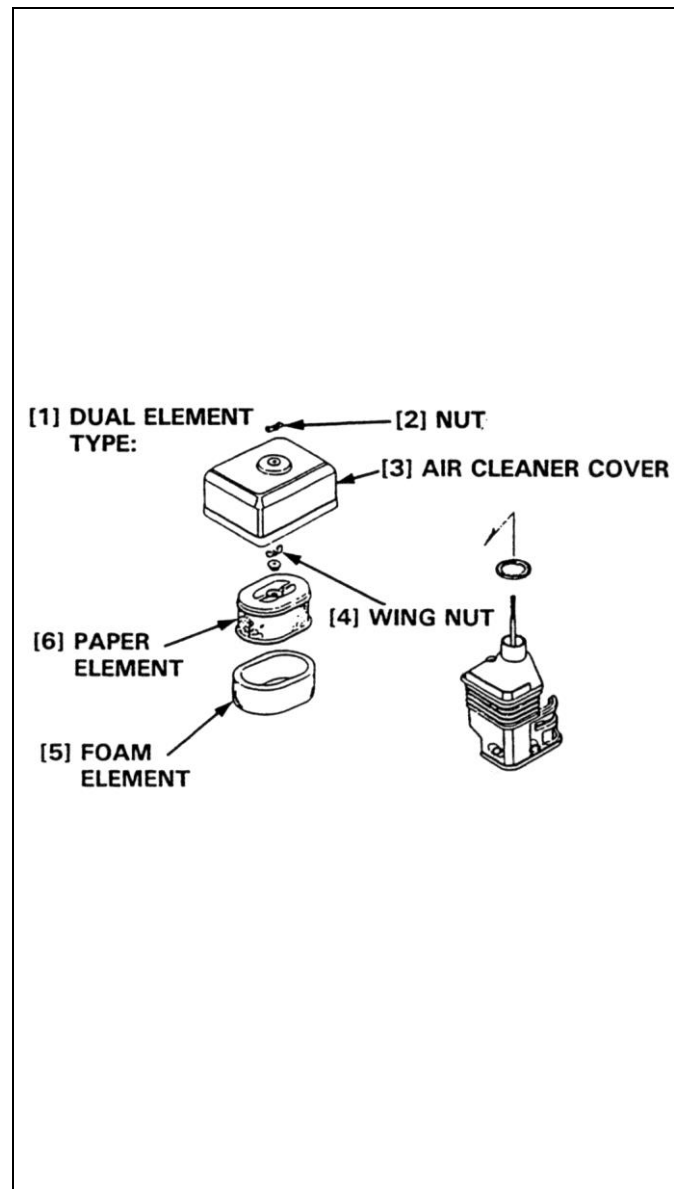 [1] DUAL ELEMENT
TYPE:
[2] NUT
[3] AIR CLEANER COVER
[4] WING NUT
[6] PAPER
ELEMENT
[5] FOAM
ELEMENT